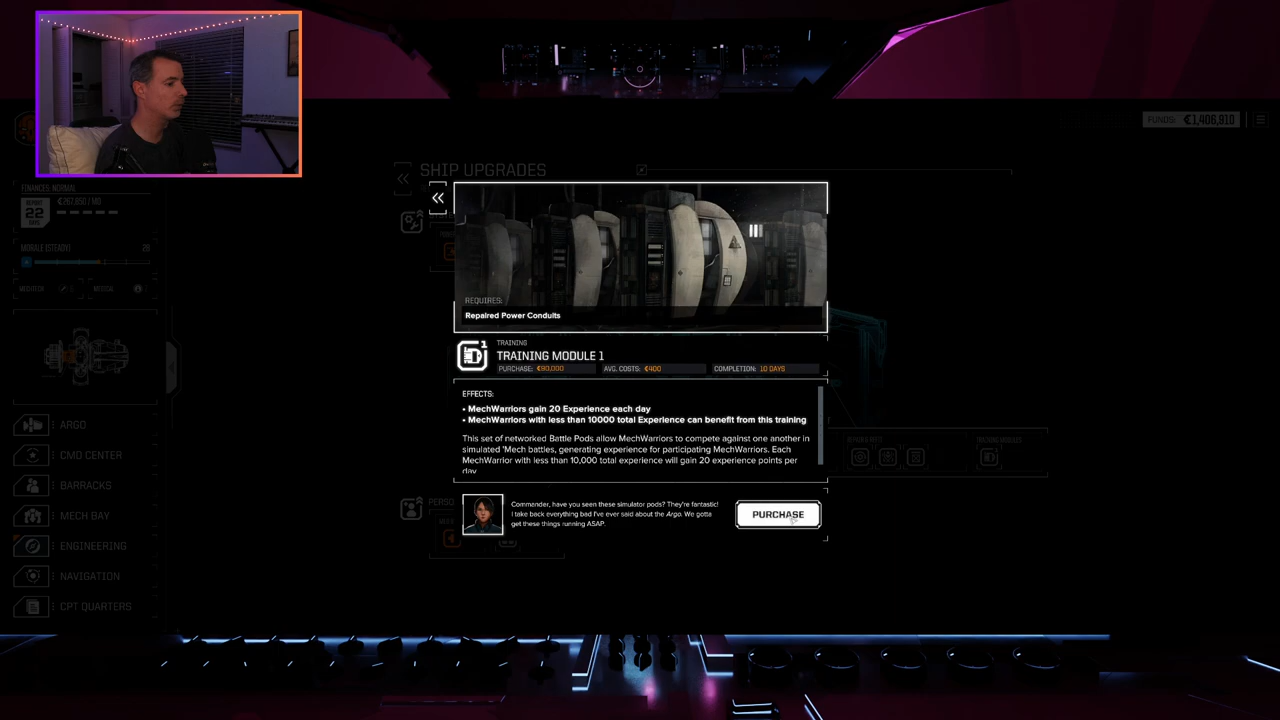 FUNDS: ₡1,406,910
SHIP UPGRADES
FINANCES: NORMAL
REPORT
22
DAYS
MORALE (STEADY)
ARGO
CMD CENTER
BARRACKS
MECH BAY
ENGINEERING
NAVIGATION
CPT QUARTERS
REQUIRES:
Repaired Power Conduits
TRAINING
TRAINING MODULE 1
PURCHASE: ₡90,000
AVG. COSTS: ₡400
COMPLETION: 10 DAYS
EFFECTS:
• MechWarriors gain 20 Experience each day
• MechWarriors with less than 10000 total Experience can benefit from this training
This set of networked Battle Pods allow MechWarriors to compete against one another in
simulated 'Mech battles, generating experience for participating MechWarriors. Each
MechWarrior with less than 10,000 total experience will gain 20 experience points per
day
Commander, have you seen these simulator pods? They're fantastic!
I take back everything bad I've ever said about the Argo. We gotta
get these things running ASAP.
PURCHASE
TRAINING MODULES